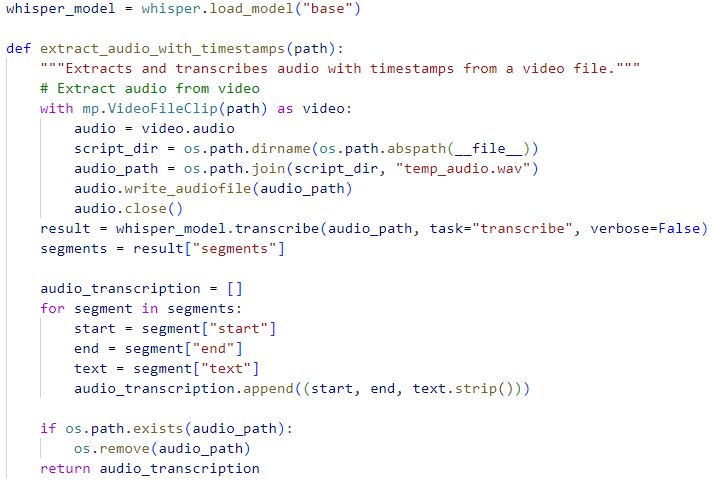 whisper_model = whisper.load_model("base")
def extract_audio_with_timestamps(path):
    """Extracts and transcribes audio with timestamps from a video file."""
    # Extract audio from video
    with mp.VideoFileClip(path) as video:
        audio = video.audio
        script_dir = os.path.dirname(os.path.abspath(__file__))
        audio_path = os.path.join(script_dir, "temp_audio.wav")
        audio.write_audiofile(audio_path)
        audio.close()
    result = whisper_model.transcribe(audio_path, task="transcribe", verbose=False)
    segments = result["segments"]
    audio_transcription = []
    for segment in segments:
        start = segment["start"]
        end = segment["end"]
        text = segment["text"]
        audio_transcription.append((start, end, text.strip()))
    if os.path.exists(audio_path):
        os.remove(audio_path)
    return audio_transcription